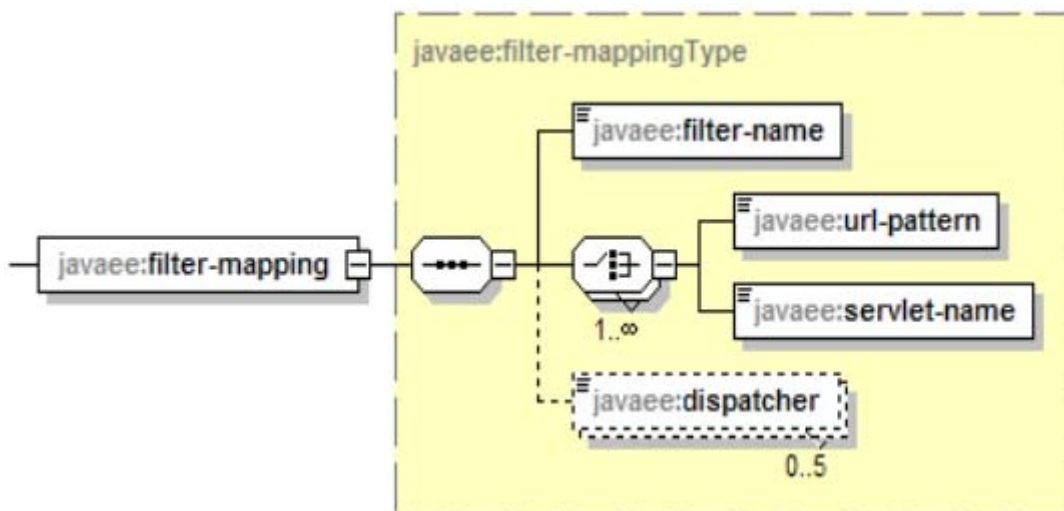 javaee:filter-mappingType
javaee:filter-name
javaee:url-pattern
javaee:filter-mapping
javaee:servlet-name
1..∞
javaee:dispatcher
0..5